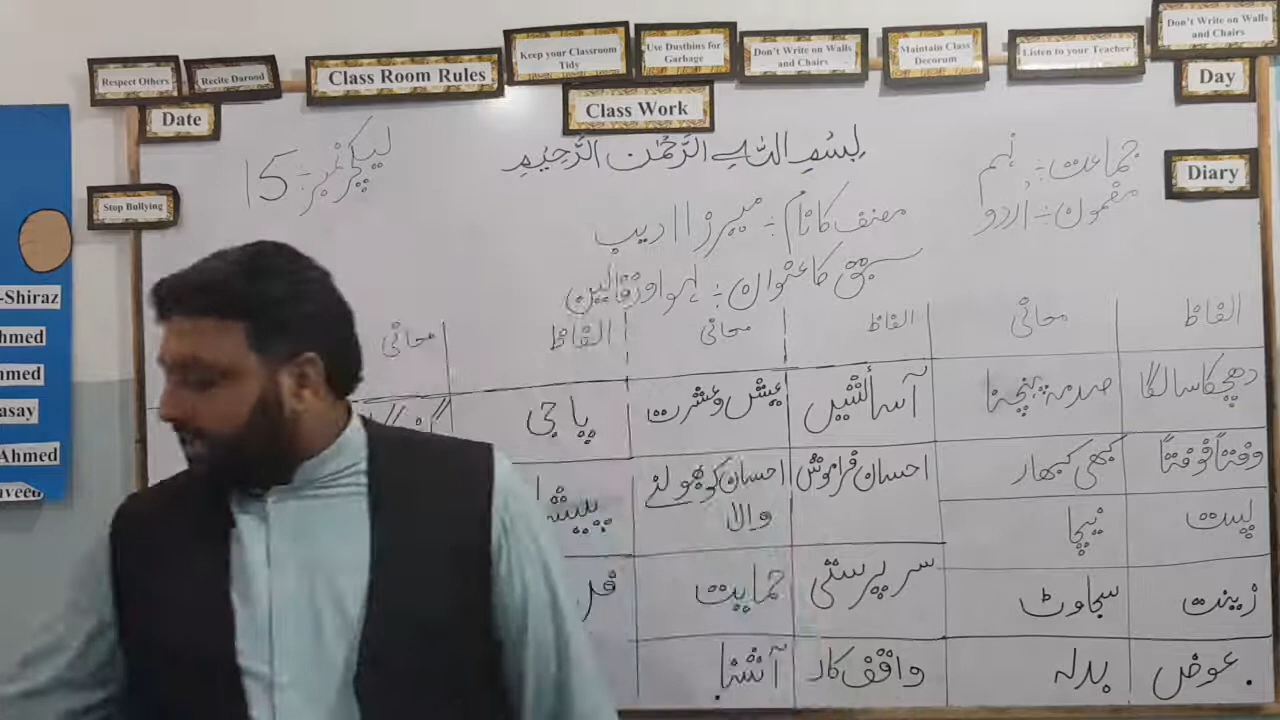 Respect Others
Recite Darood
Class Room Rules
Keep your Classroom Tidy
Use Dustbins for Garbage
Don't Write on Walls and Chairs
Maintain Class Decorum
Listen to your Teacher
Don't Write on Walls and Chairs
Date
Class Work
Day
Stop Bullying
Diary
بسم اللہ الرحمٰن الرحیم
جماعت:۔ نہم
لیکچر نمبر:۔ 15
مضمون:۔ اُردو
مصنف کا نام:۔ میرزا ادیب
سبق کا عنوان:۔ لہو اور قالین
الفاظ معانی الفاظ معانی الفاظ معانی
دھچکا سا لگا صدمہ پہنچنا آسائشیں عیش و عشرت پاجی
وقتاً فوقتاً کبھی کبھار احسان فراموش احسان کو بھولنے والا
پست نیچا
زینت سجاوٹ سرپرستی حمایت
عوض بدلہ واقف کار آشنا
-Shiraz
hmed
hmed
asay
Ahmed
aveed